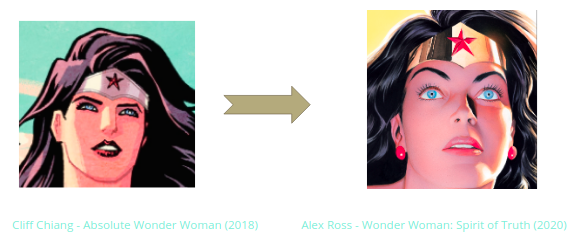 Cliff Chiang - Absolute Wonder Woman (2018)
Alex Ross - Wonder Woman: Spirit of Truth (2020)